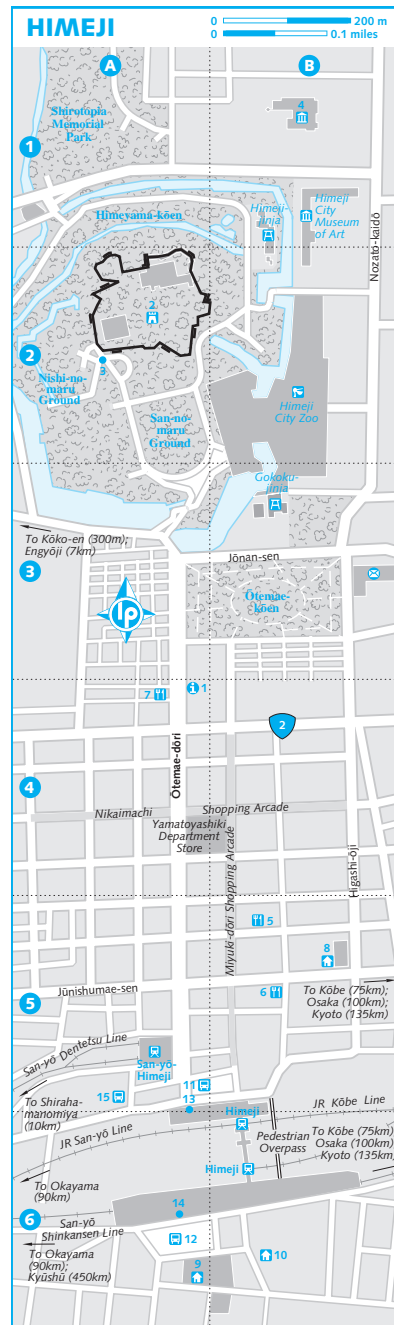 HIMEJI
0 200 m
0 0.1 miles
A
B
1
4
Shirotopia
Memorial
Park
Himeji
City
Museum
of Art
Himeji-
jinja
Himeyama-kōen
Nozato-kaidō
2
2
3
Nishi-no-
maru
Ground
San-no-
maru
Ground
Himeji
City Zoo
Gokoku-
jinja
To Kōko-en (300m);
Engyōji (7km)
Jōnan-sen
3
Ōtemae-
kōen
lp
7
1
2
Ōtemae-dōri
4
Nikaimachi
Shopping Arcade
Yamatoyashiki
Department
Store
Miyuki-dōri Shopping Arcade
Higashi-ōji
5
8
6
To Kōbe (75km);
Osaka (100km);
Kyoto (135km)
5
Jūnishumae-sen
San-yō Dentetsu Line
San-yō-
Himeji
11
15
13
To Shiraha-
manomiya
(10km)
JR Kōbe Line
Himeji
JR San-yō Line
Pedestrian
Overpass
To Kōbe (75km);
Osaka (100km);
Kyoto (135km)
Himeji
To Okayama
(90km)
14
6
San-yō
Shinkansen Line
12
10
To Okayama
(90km);
Kyūshū (450km)
9